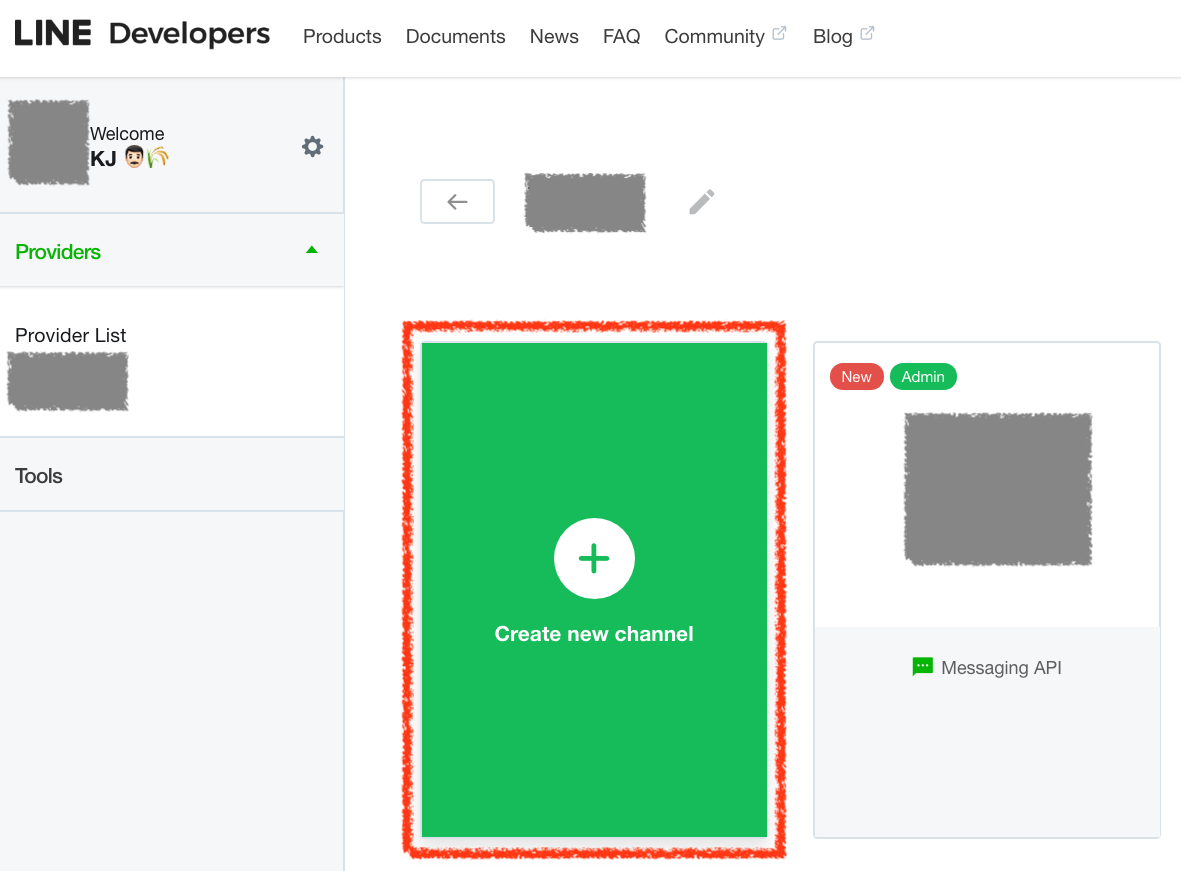 LINE Developers Products Documents News FAQ Community Blog
Welcome
KJ 👨🏻🌾
Providers
Provider List
Tools
Create new channel
New Admin
Messaging API